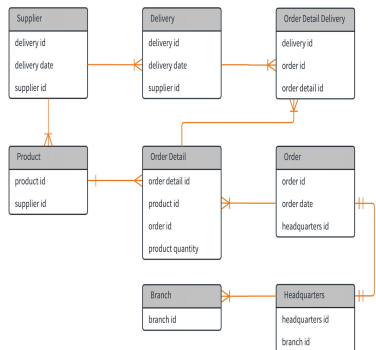 Supplier
delivery id
delivery date
supplier id
Delivery
delivery id
delivery date
supplier id
Order Detail Delivery
delivery id
order id
order detail id
Product
product id
supplier id
Order Detail
order detail id
product id
order id
product quantity
Order
order id
order date
headquarters id
Branch
branch id
Headquarters
headquarters id
branch id